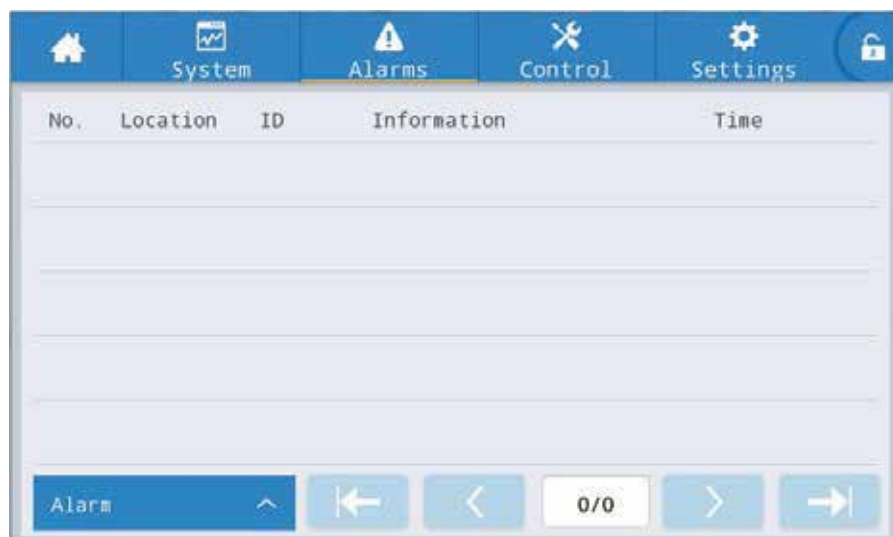 System Alarms Control Settings
No. Location ID Information Time
Alarm 0/0